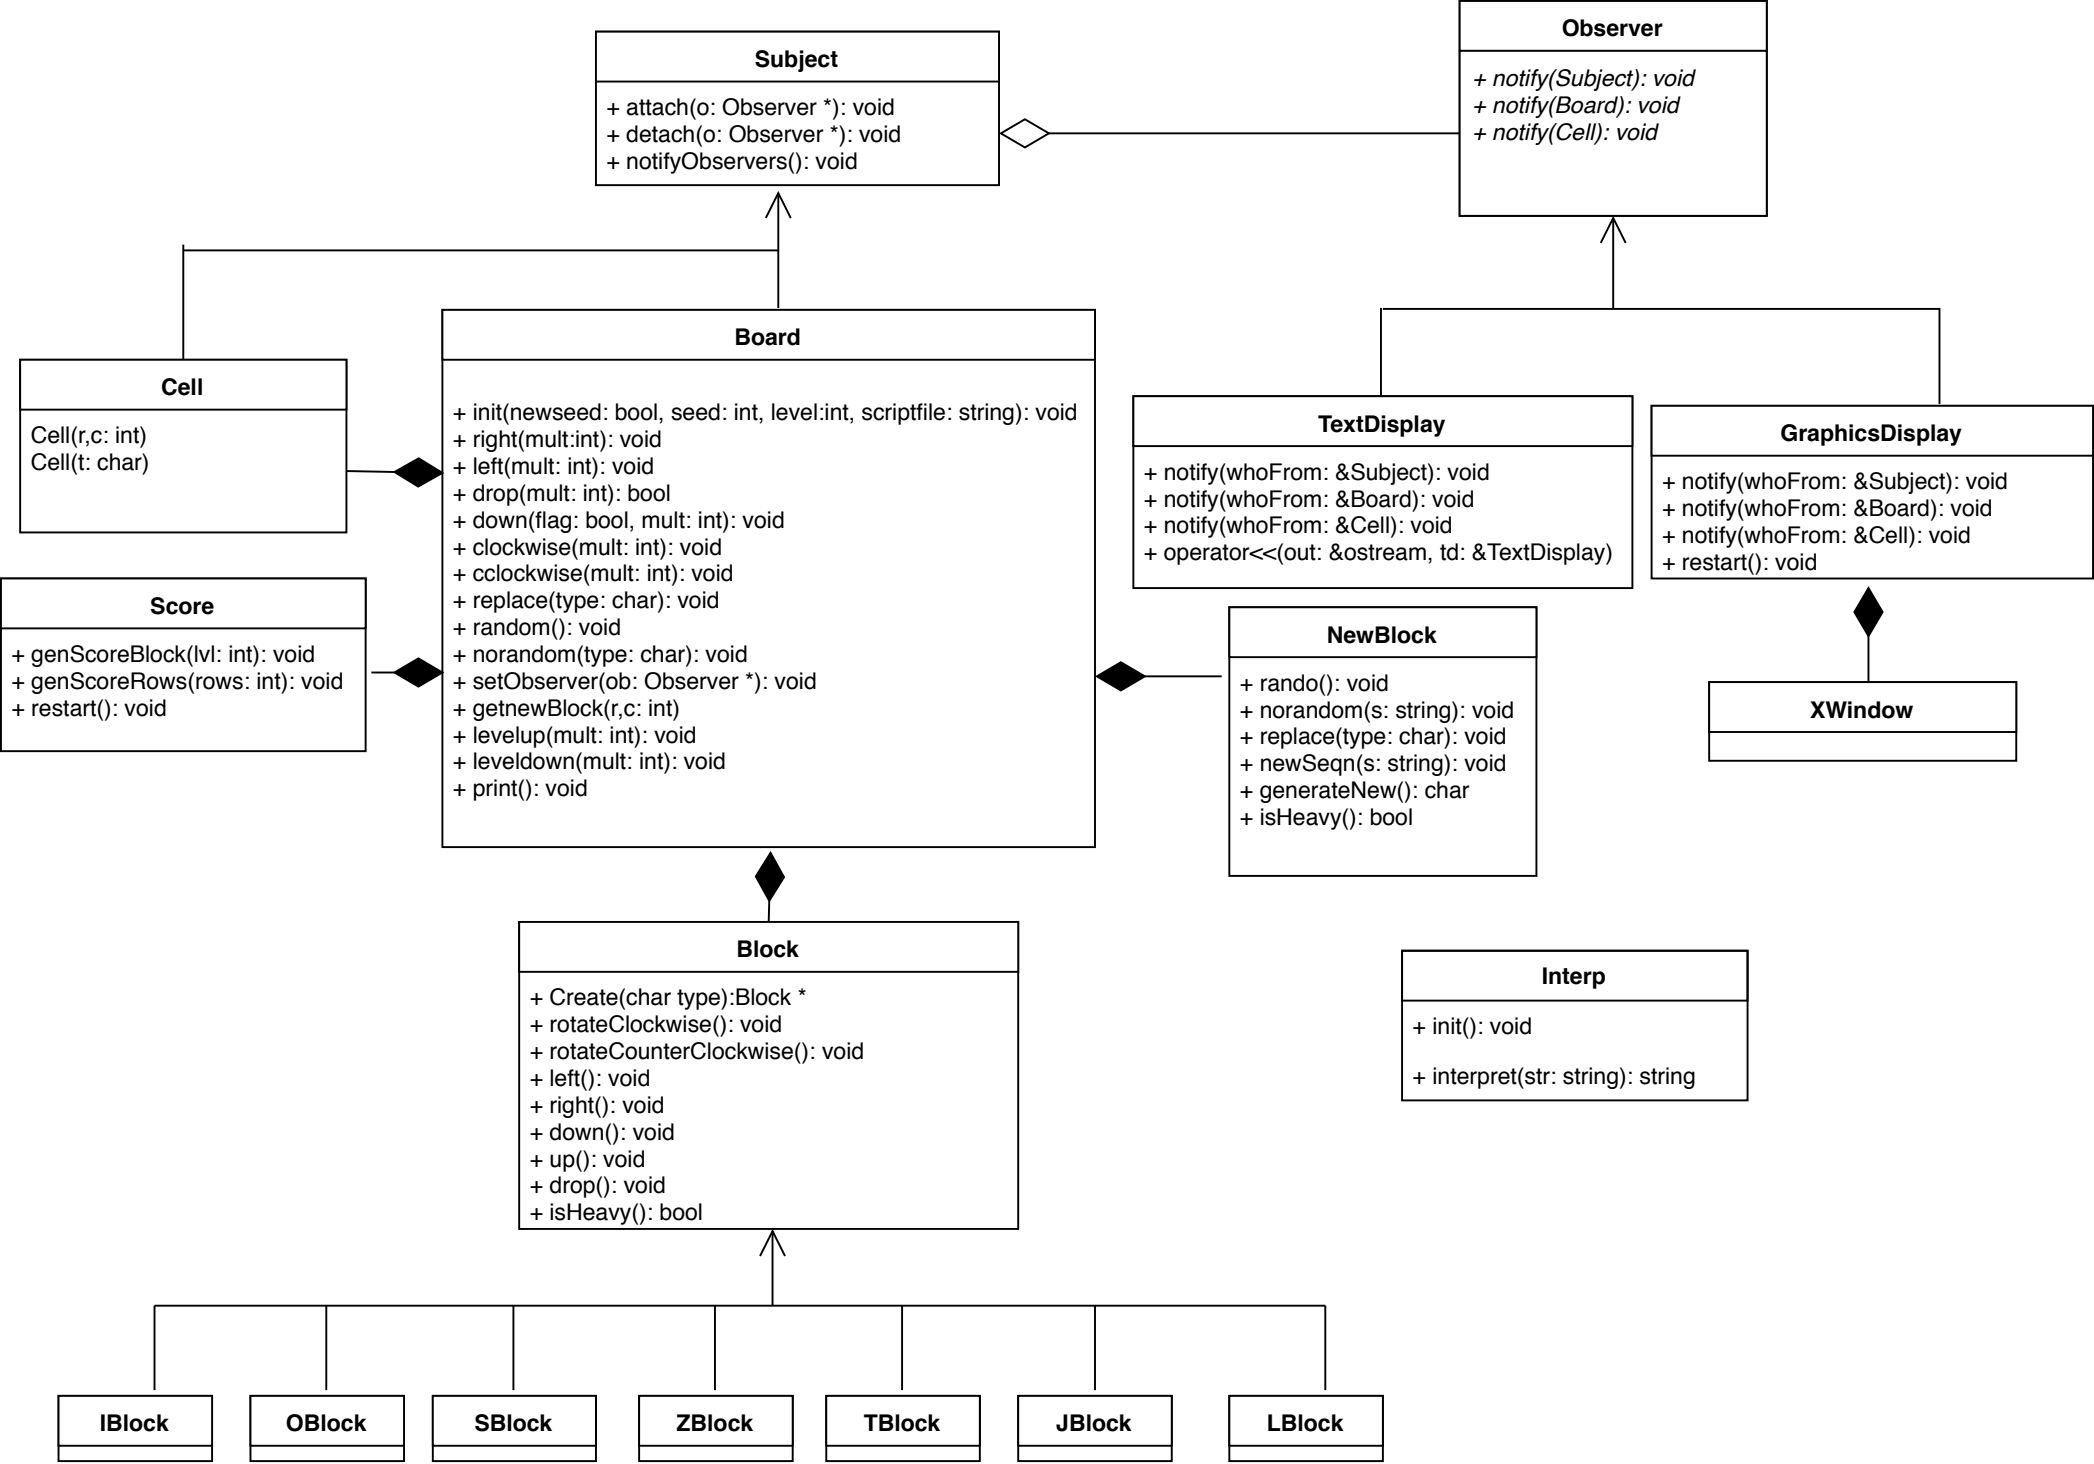 Subject
+ attach(o: Observer *): void
+ detach(o: Observer *): void
+ notifyObservers(): void
Observer
+ notify(Subject): void
+ notify(Board): void
+ notify(Cell): void
Cell
Cell(r,c: int)
Cell(t: char)
Board
+ init(newseed: bool, seed: int, level:int, scriptfile: string): void
+ right(mult:int): void
+ left(mult: int): void
+ drop(mult: int): bool
+ down(flag: bool, mult: int): void
+ clockwise(mult: int): void
+ cclockwise(mult: int): void
+ replace(type: char): void
+ random(): void
+ norandom(type: char): void
+ setObserver(ob: Observer *): void
+ getnewBlock(r,c: int)
+ levelup(mult: int): void
+ leveldown(mult: int): void
+ print(): void
TextDisplay
+ notify(whoFrom: &Subject): void
+ notify(whoFrom: &Board): void
+ notify(whoFrom: &Cell): void
+ operator<<(out: &ostream, td: &TextDisplay)
GraphicsDisplay
+ notify(whoFrom: &Subject): void
+ notify(whoFrom: &Board): void
+ notify(whoFrom: &Cell): void
+ restart(): void
Score
+ genScoreBlock(lvl: int): void
+ genScoreRows(rows: int): void
+ restart(): void
NewBlock
+ rando(): void
+ norandom(s: string): void
+ replace(type: char): void
+ newSeqn(s: string): void
+ generateNew(): char
+ isHeavy(): bool
XWindow
Block
+ Create(char type):Block *
+ rotateClockwise(): void
+ rotateCounterClockwise(): void
+ left(): void
+ right(): void
+ down(): void
+ up(): void
+ drop(): void
+ isHeavy(): bool
Interp
+ init(): void
+ interpret(str: string): string
IBlock
OBlock
SBlock
ZBlock
TBlock
JBlock
LBlock